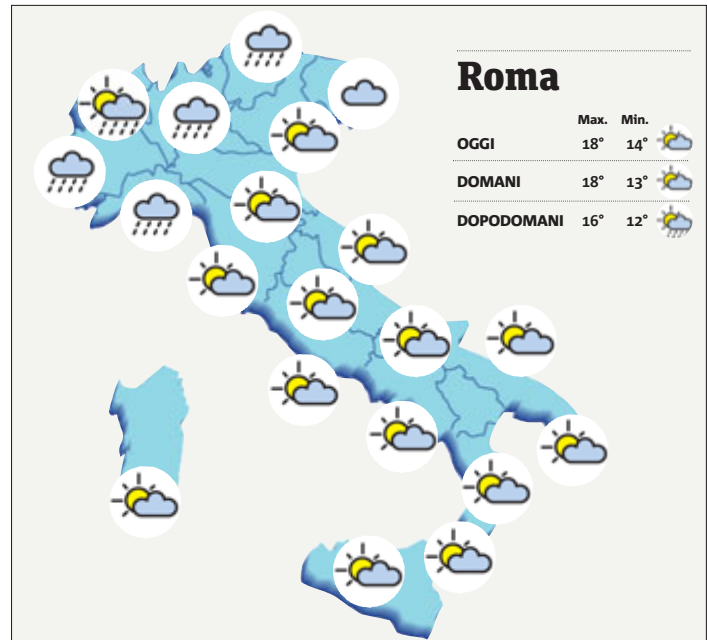 Roma
Max. Min.
OGGI 18° 14°
DOMANI 18° 13°
DOPODOMANI 16° 12°